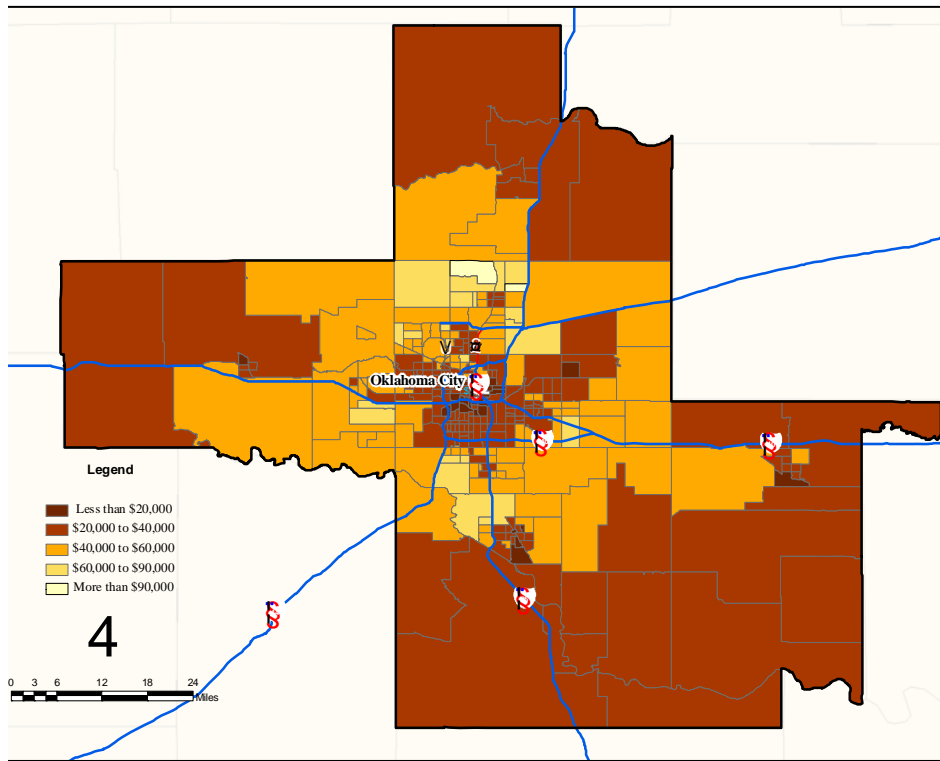 Oklahoma City
Legend
Less than $20,000
$20,000 to $40,000
$40,000 to $60,000
$60,000 to $90,000
More than $90,000
4
0 3 6 12 18 24
Miles